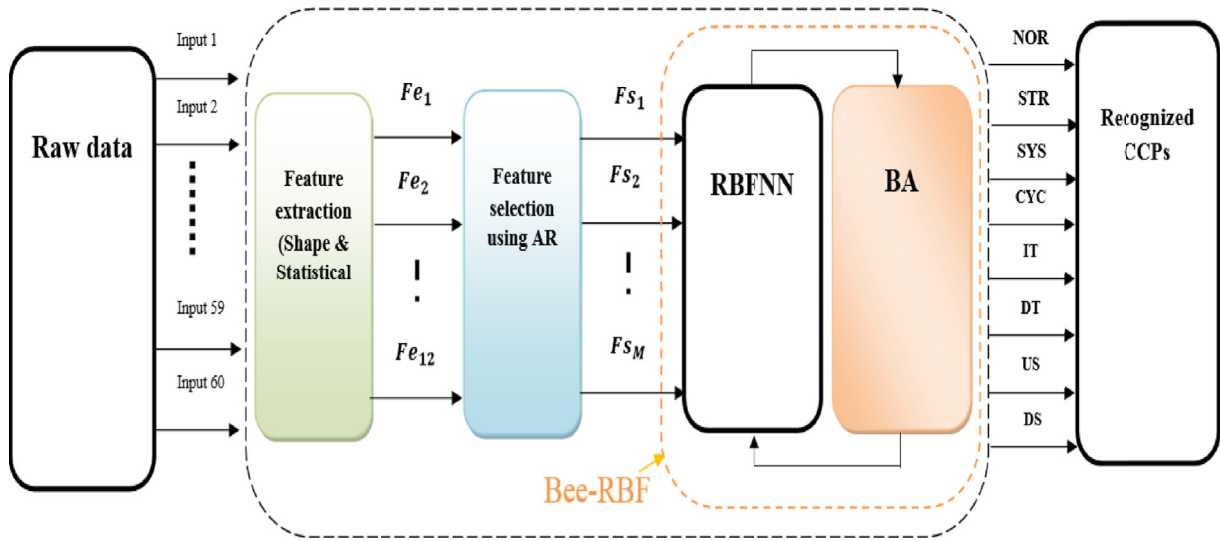 Raw data
Input 1
Input 2
Input 59
Input 60
Feature
extraction
(Shape &
Statistical
Fe₁
Fe₂
Fe₁₂
Feature
selection
using AR
Fs₁
Fs₂
Fs_M
RBFNN
BA
Bee-RBF
NOR
STR
SYS
CYC
IT
DT
US
DS
Recognized
CCPs